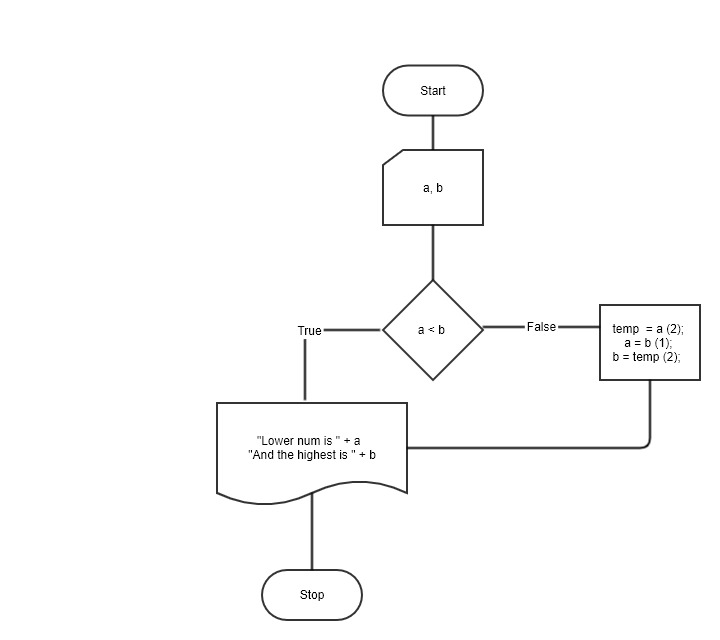 Start
a, b
a < b
True
False
temp  = a (2);
a = b (1);
b = temp (2);
"Lower num is " + a
"And the highest is " + b
Stop